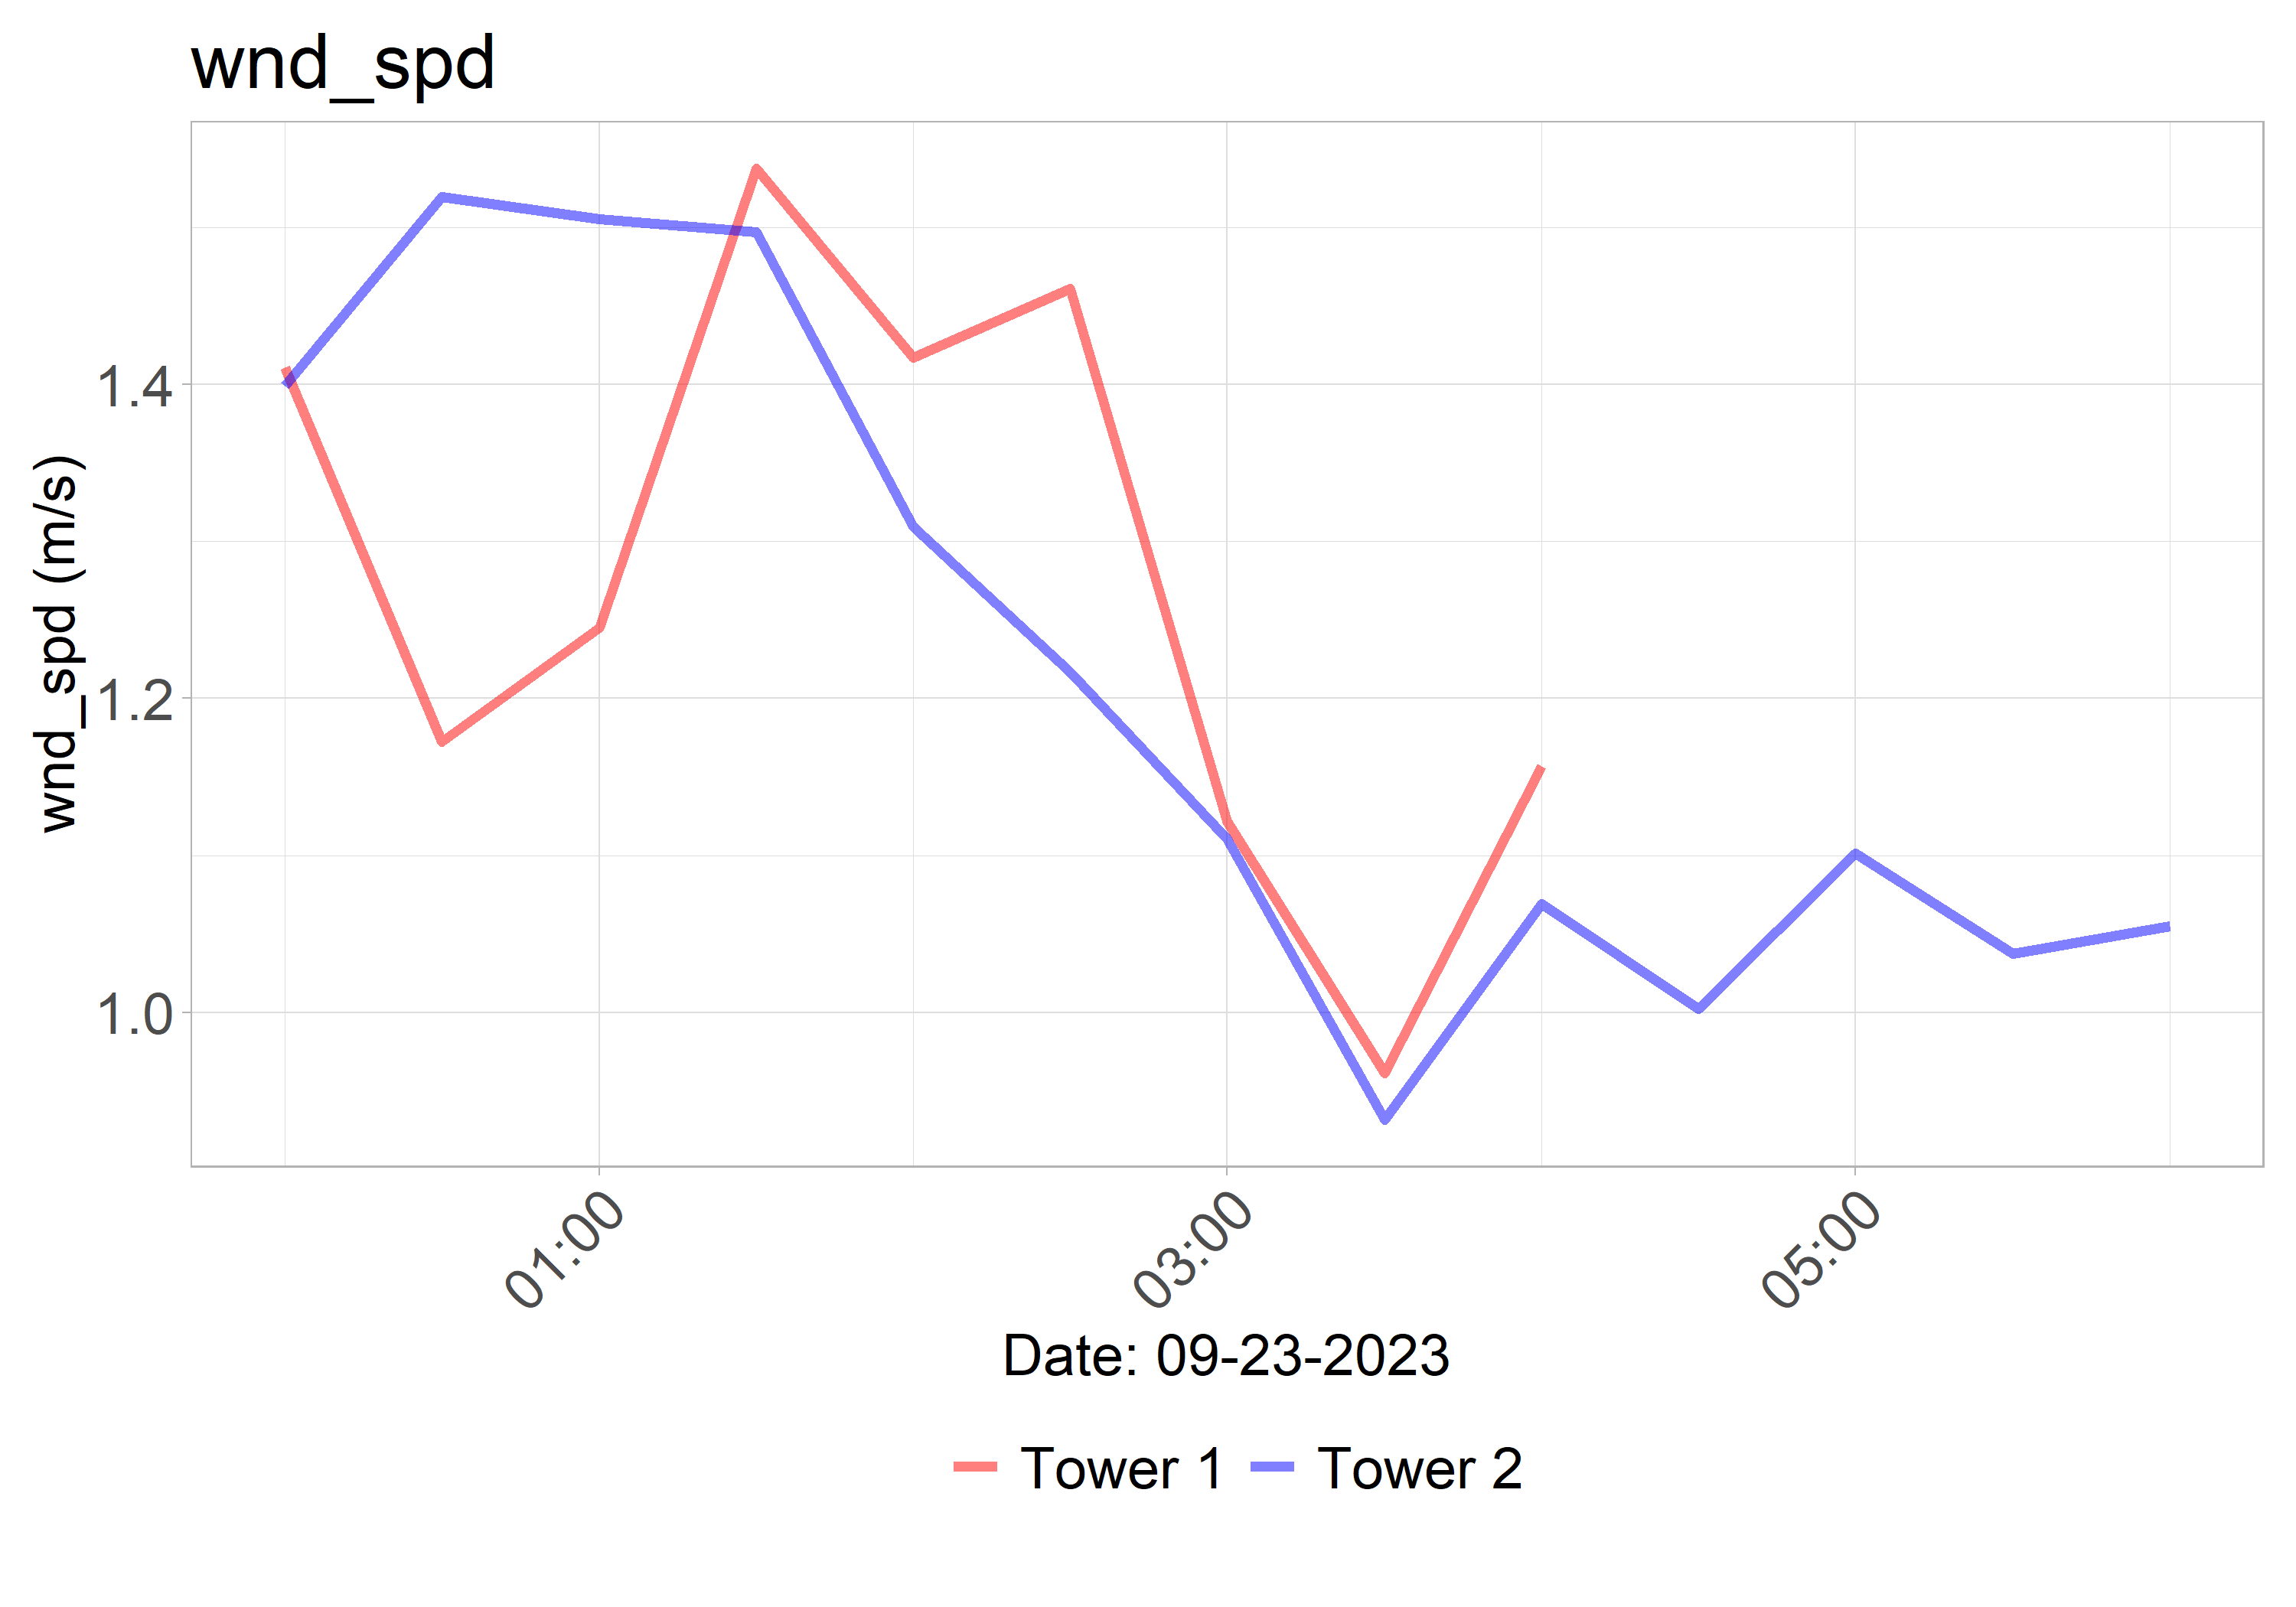 wnd_spd
wnd_spd (m/s)
1.4
1.2
1.0
01:00
03:00
05:00
Date: 09-23-2023
Tower 1
Tower 2